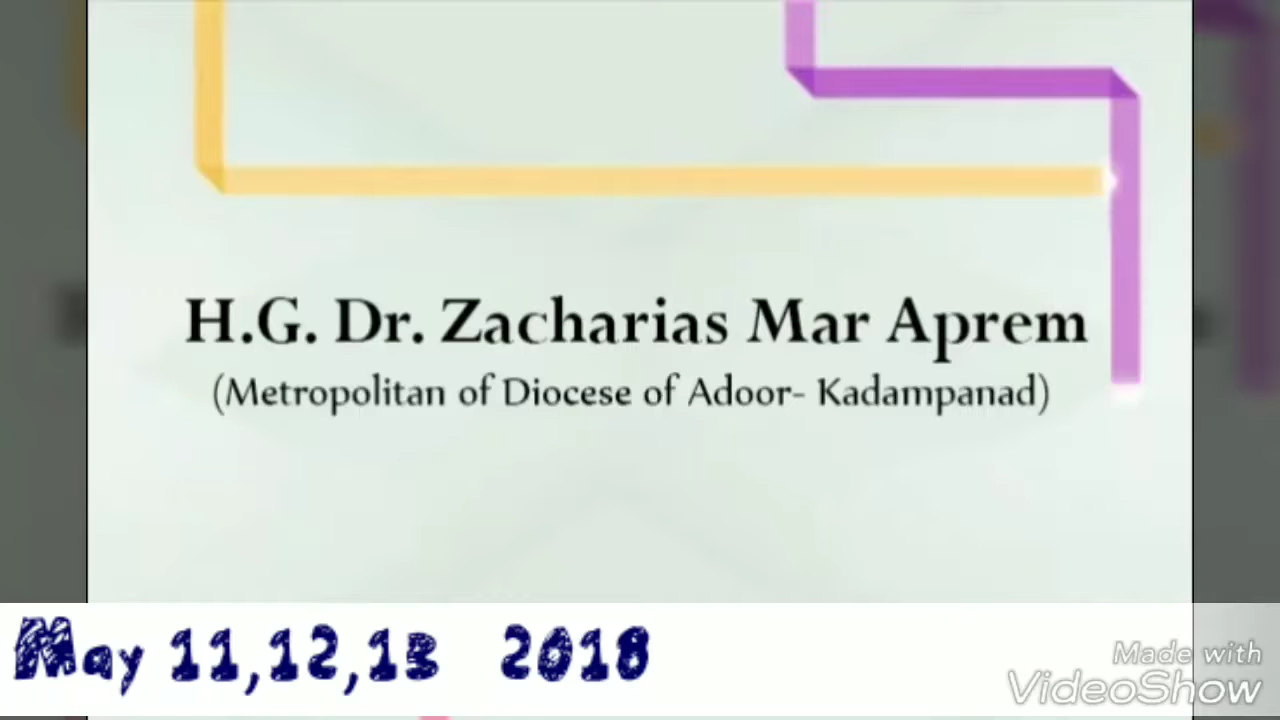 H.G. Dr. Zacharias Mar Aprem
(Metropolitan of Diocese of Adoor- Kadampanad)
May 11,12,13 2018
Made with
VideoShow